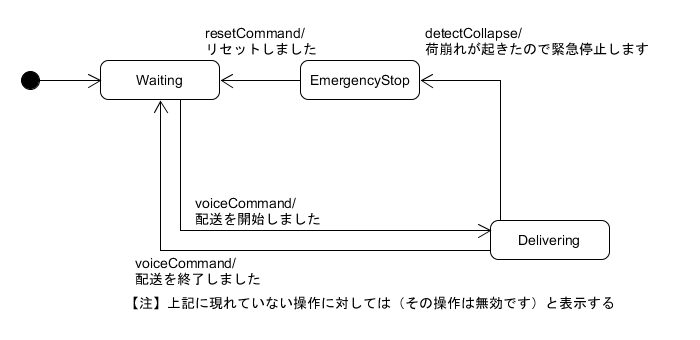 resetCommand/
リセットしました
detectCollapse/
荷崩れが起きたので緊急停止します
Waiting
EmergencyStop
voiceCommand/
配送を開始しました
Delivering
voiceCommand/
配送を終了しました
【注】上記に現れていない操作に対しては（その操作は無効です）と表示する